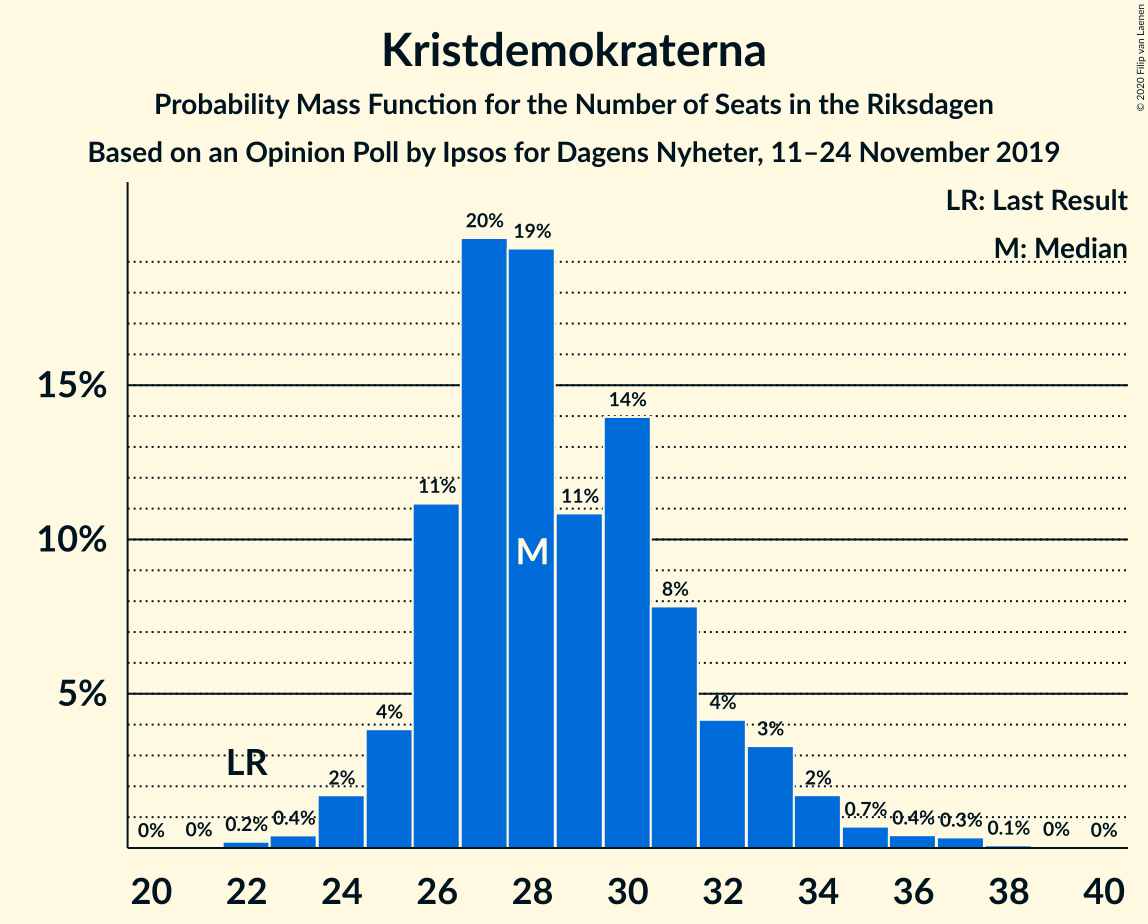 Kristdemokraterna
Probability Mass Function for the Number of Seats in the Riksdagen
Based on an Opinion Poll by Ipsos for Dagens Nyheter, 11–24 November 2019
© 2020 Filip van Laenen
LR: Last Result
M: Median
15%
10%
5%
0%
0%
0.2%
0.4%
2%
4%
11%
20%
19%
11%
14%
8%
4%
3%
2%
0.7%
0.4%
0.3%
0.1%
0%
0%
LR
M
20 22 24 26 28 30 32 34 36 38 40